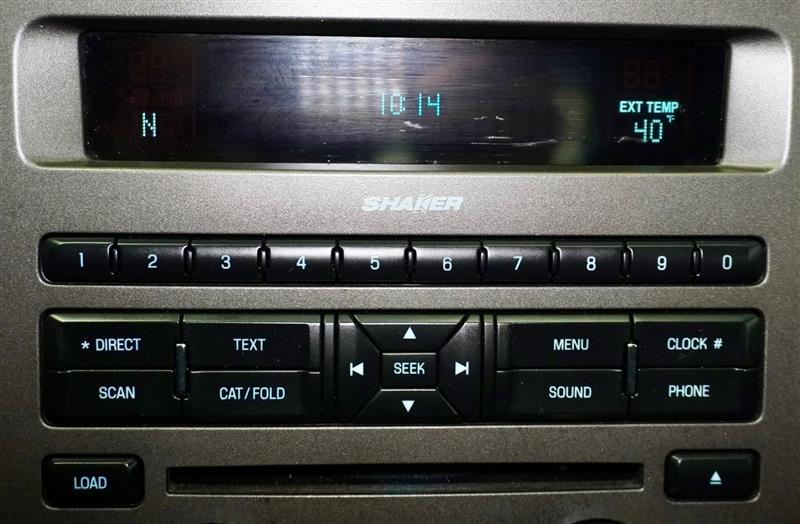 10:14
EXT TEMP
N
40°F
SHAKER
1 2 3 4 5 6 7 8 9 0
* DIRECT TEXT MENU CLOCK #
SEEK
SCAN CAT/FOLD SOUND PHONE
LOAD